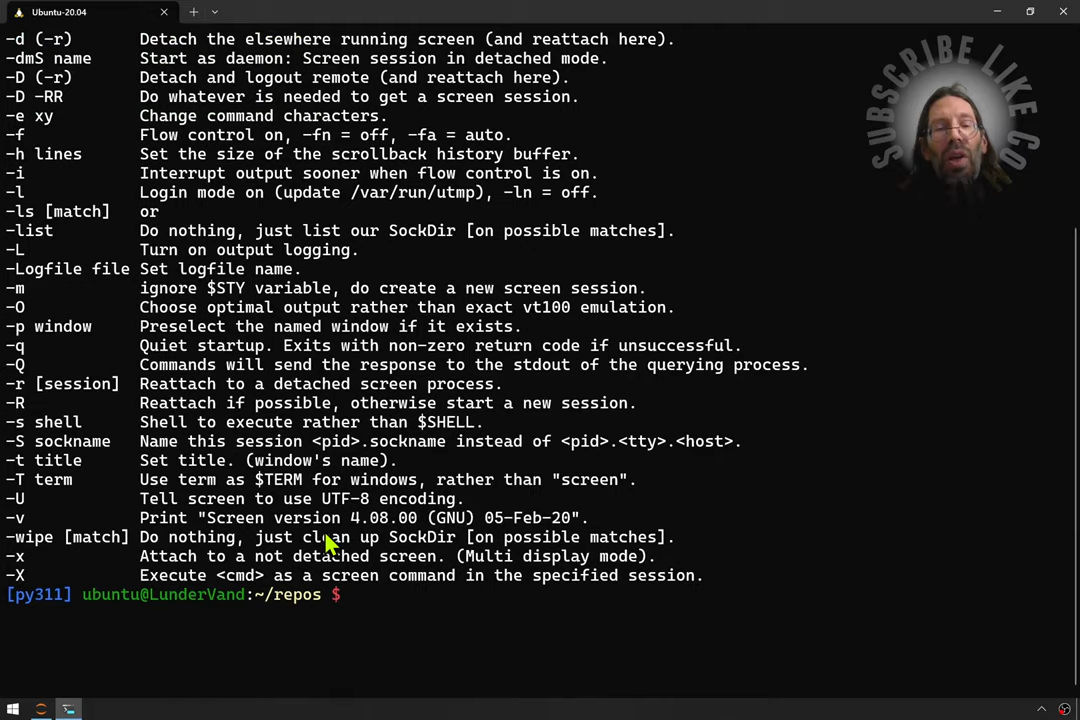 Ubuntu-20.04
-d (-r) Detach the elsewhere running screen (and reattach here).
-dmS name Start as daemon: Screen session in detached mode.
-D (-r) Detach and logout remote (and reattach here).
-D -RR Do whatever is needed to get a screen session.
-e xy Change command characters.
-f Flow control on, -fn = off, -fa = auto.
-h lines Set the size of the scrollback history buffer.
-i Interrupt output sooner when flow control is on.
-l Login mode on (update /var/run/utmp), -ln = off.
-ls [match] or
-list Do nothing, just list our SockDir [on possible matches].
-L Turn on output logging.
-Logfile file Set logfile name.
-m ignore $STY variable, do create a new screen session.
-O Choose optimal output rather than exact vt100 emulation.
-p window Preselect the named window if it exists.
-q Quiet startup. Exits with non-zero return code if unsuccessful.
-Q Commands will send the response to the stdout of the querying process.
-r [session] Reattach to a detached screen process.
-R Reattach if possible, otherwise start a new session.
-s shell Shell to execute rather than $SHELL.
-S sockname Name this session <pid>.sockname instead of <pid>.<tty>.<host>.
-t title Set title. (window's name).
-T term Use term as $TERM for windows, rather than "screen".
-U Tell screen to use UTF-8 encoding.
-v Print "Screen version 4.08.00 (GNU) 05-Feb-20".
-wipe [match] Do nothing, just clean up SockDir [on possible matches].
-x Attach to a not detached screen. (Multi display mode).
-X Execute <cmd> as a screen command in the specified session.
[py311] ubuntu@LunderVand:~/repos $
SUBSCRIBE LIKE CO